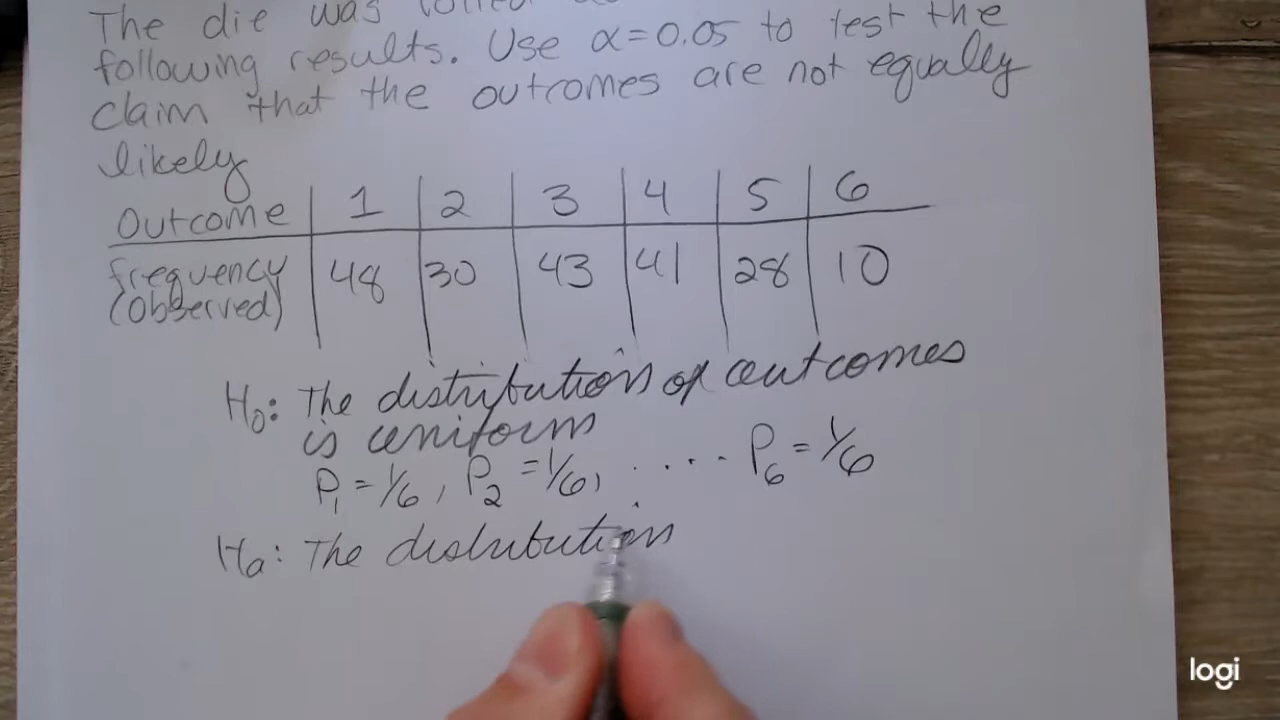 The die was rolled
following results. Use α=0.05 to test the
claim that the outcomes are not equally
likely
Outcome 1 2 3 4 5 6
frequency (Observed) 48 30 43 41 28 10
H₀: The distribution of outcomes
is uniform
P₁ = 1/6, P₂ = 1/6, ..... P₆ = 1/6
Hₐ: The distribution
logi